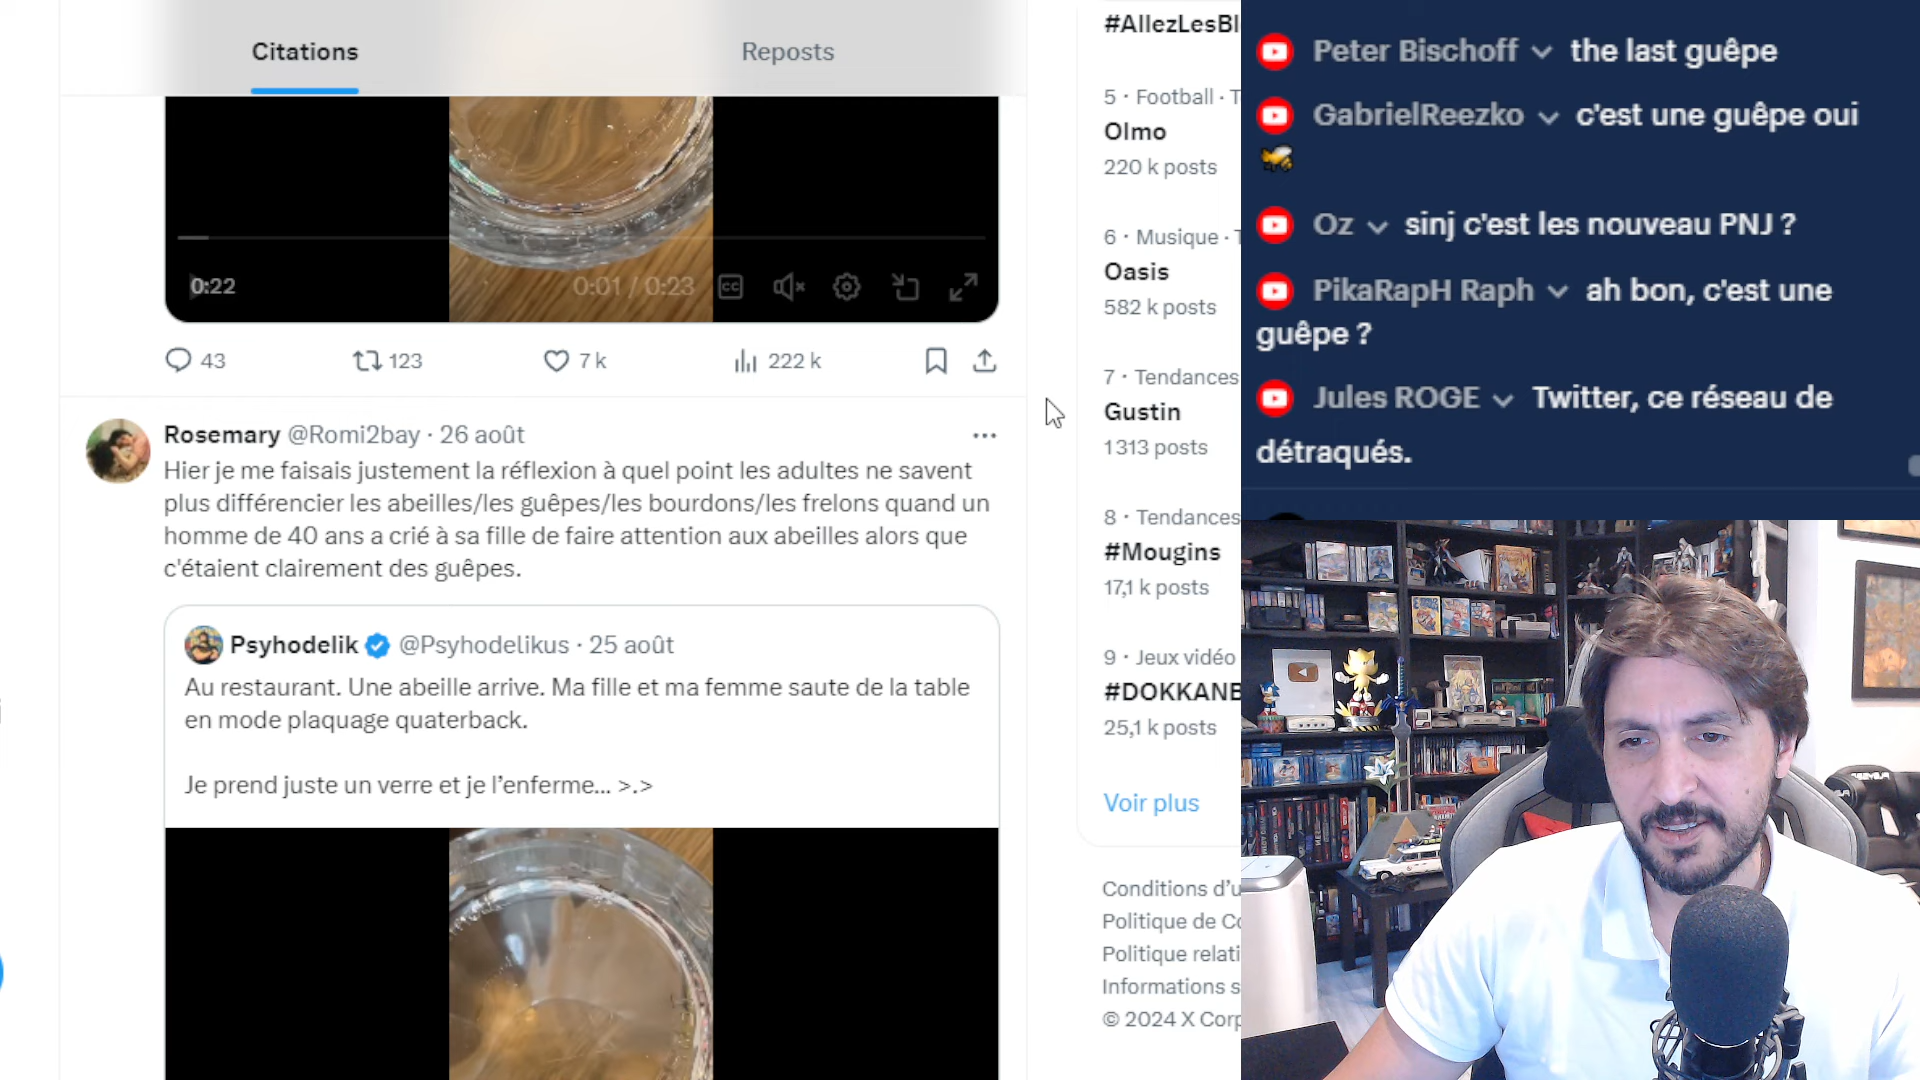 Citations
Reposts
0:22
0:01 / 0:23
CC
43
123
7 k
222 k
Rosemary @Romi2bay · 26 août
Hier je me faisais justement la réflexion à quel point les adultes ne savent
plus différencier les abeilles/les guêpes/les bourdons/les frelons quand un
homme de 40 ans a crié à sa fille de faire attention aux abeilles alors que
c'étaient clairement des guêpes.
Psyhodelik @Psyhodelikus · 25 août
Au restaurant. Une abeille arrive. Ma fille et ma femme saute de la table
en mode plaquage quaterback.
Je prend juste un verre et je l’enferme... >.>
#AllezLesBl
5 · Football · T
Olmo
220 k posts
6 · Musique · T
Oasis
582 k posts
7 · Tendances
Gustin
1 313 posts
8 · Tendances
#Mougins
17,1 k posts
9 · Jeux vidéo
#DOKKANB
25,1 k posts
Voir plus
Conditions d’u
Politique de Co
Politique relati
Informations s
© 2024 X Corp
Peter Bischoff the last guêpe
GabrielReezko c'est une guêpe oui
Oz sinj c'est les nouveau PNJ ?
PikaRapH Raph ah bon, c'est une
guêpe ?
Jules ROGE Twitter, ce réseau de
détraqués.